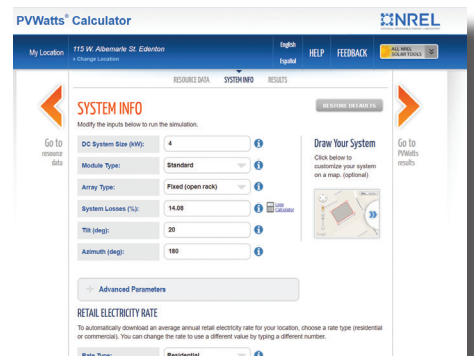 PVWatts® Calculator
NREL
My Location
115 W. Albemarle St. Edenton
» Change Location
English
Español
HELP
FEEDBACK
ALL NREL
SOLAR TOOLS
RESOURCE DATA
SYSTEM INFO
RESULTS
SYSTEM INFO
RESTORE DEFAULTS
Modify the inputs below to run the simulation.
Go to
resource
data
DC System Size (kW):
4
Module Type:
Standard
Array Type:
Fixed (open rack)
System Losses (%):
14.08
Loss
Calculator
Tilt (deg):
20
Azimuth (deg):
180
Draw Your System
Click below to
customize your system
on a map. (optional)
Go to
PVWatts
results
Advanced Parameters
RETAIL ELECTRICITY RATE
To automatically download an average annual retail electricity rate for your location, choose a rate type (residential
or commercial). You can change the rate to use a different value by typing a different number.
Rate Type:
Residential